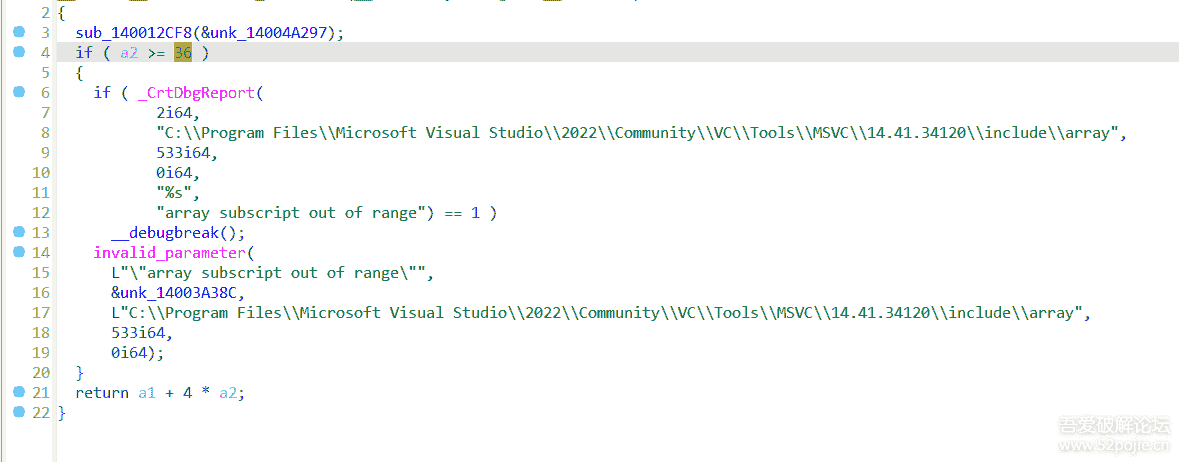 2 {
3 sub_140012CF8(&unk_14004A297);
4 if ( a2 >= 36 )
5 {
6 if ( _CrtDbgReport(
7 2i64,
8 "C:\\Program Files\\Microsoft Visual Studio\\2022\\Community\\VC\\Tools\\MSVC\\14.41.34120\\include\\array",
9 533i64,
10 0i64,
11 "%s",
12 "array subscript out of range") == 1 )
13 __debugbreak();
14 invalid_parameter(
15 L"\"array subscript out of range\"",
16 &unk_14003A38C,
17 L"C:\\Program Files\\Microsoft Visual Studio\\2022\\Community\\VC\\Tools\\MSVC\\14.41.34120\\include\\array",
18 533i64,
19 0i64);
20 }
21 return a1 + 4 * a2;
22 }
吾爱破解论坛
www.52pojie.cn